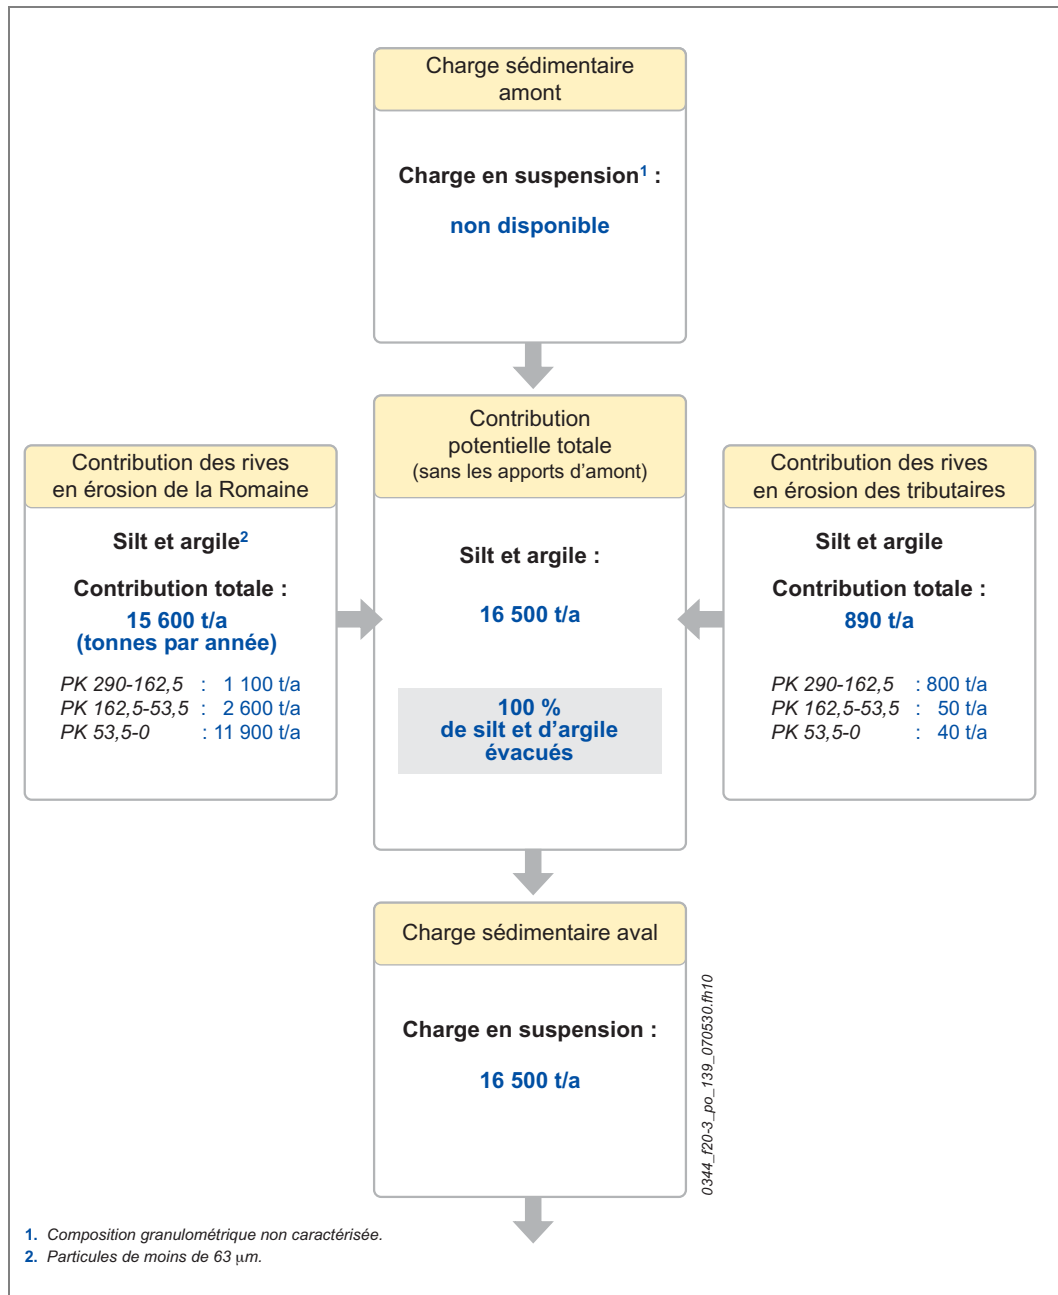 Charge sédimentaire
amont
Charge en suspension1 :
non disponible
Contribution
potentielle totale
(sans les apports d'amont)
Silt et argile :
16 500 t/a
100 %
de silt et d'argile
évacués
Contribution des rives
en érosion de la Romaine
Silt et argile2
Contribution totale :
15 600 t/a
(tonnes par année)
PK 290-162,5 : 1 100 t/a
PK 162,5-53,5 : 2 600 t/a
PK 53,5-0 : 11 900 t/a
Contribution des rives
en érosion des tributaires
Silt et argile
Contribution totale :
890 t/a
PK 290-162,5 : 800 t/a
PK 162,5-53,5 : 50 t/a
PK 53,5-0 : 40 t/a
Charge sédimentaire aval
Charge en suspension :
16 500 t/a
0344_f20-3_po_139_070530.fh10
1. Composition granulométrique non caractérisée.
2. Particules de moins de 63 µm.